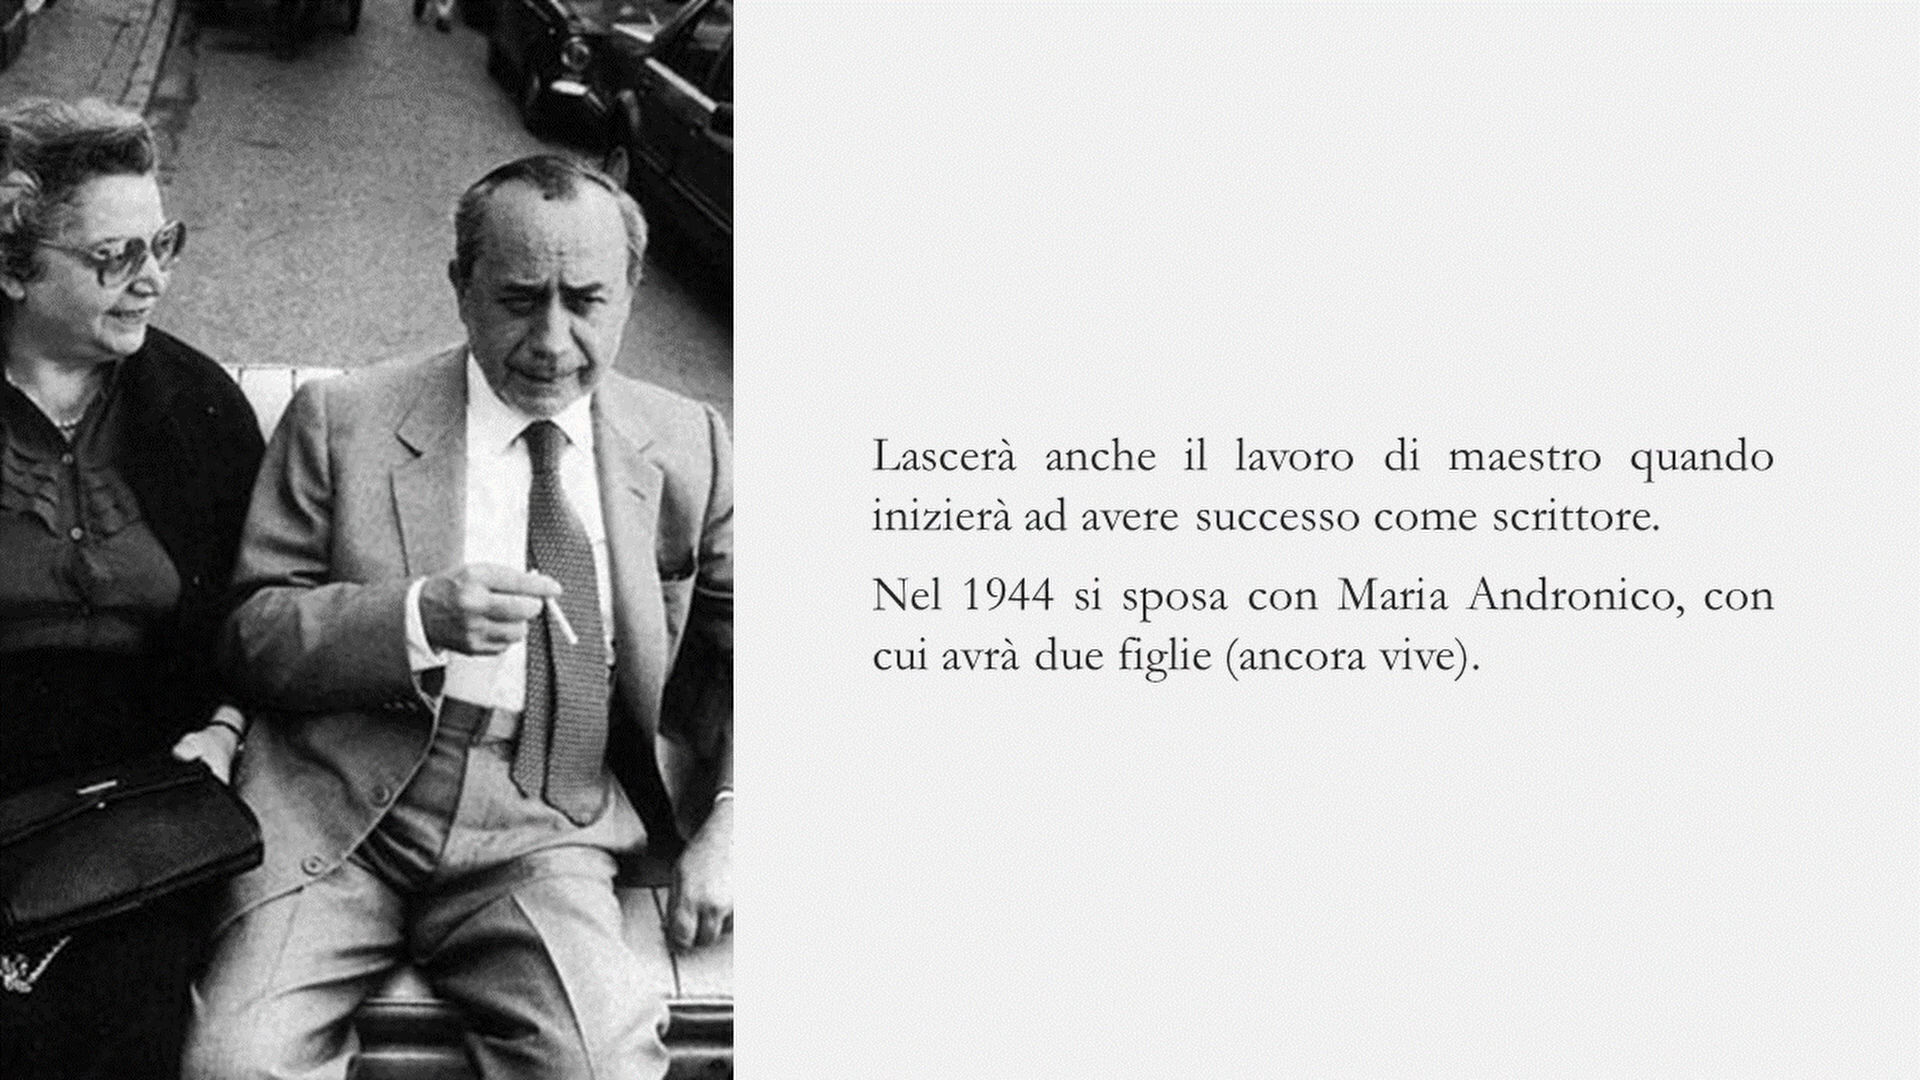 Lascerà anche il lavoro di maestro quando
inizierà ad avere successo come scrittore.
Nel 1944 si sposa con Maria Andronico, con
cui avrà due figlie (ancora vive).